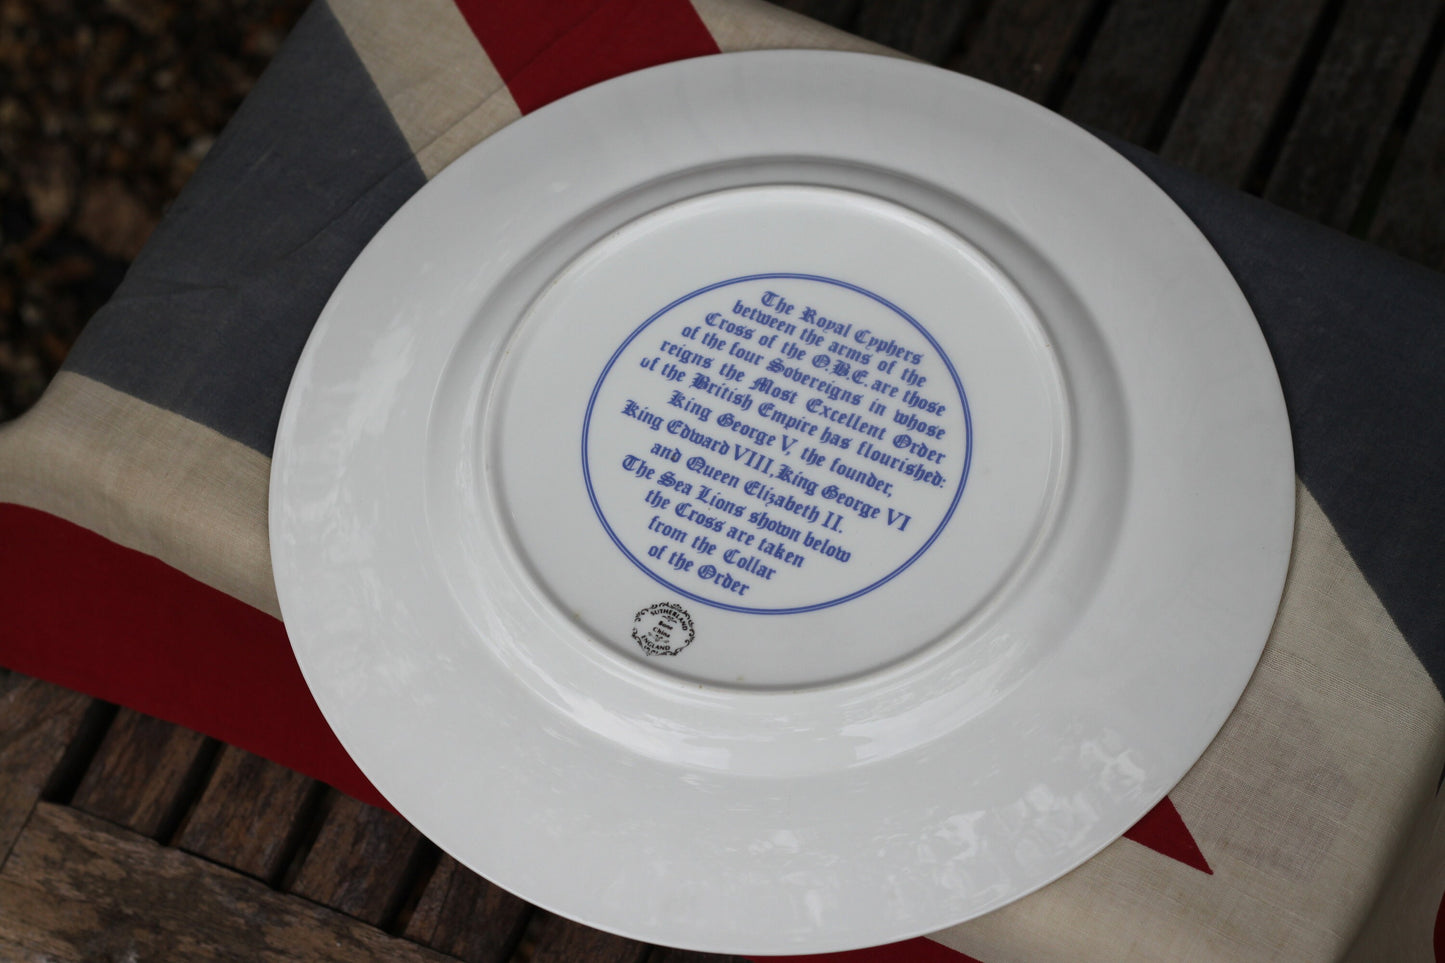 The Royal Cyphers
between the arms of the
Cross of the O.B.E. are those
of the four Sovereigns in whose
reigns the Most Excellent Order
of the British Empire has flourished:
King George V, the founder,
King Edward VIII, King George VI
and Queen Elizabeth II.
The Sea Lions shown below
the Cross are taken
from the Collar
of the Order
SUTHERLAND
Bone
China
ENGLAND